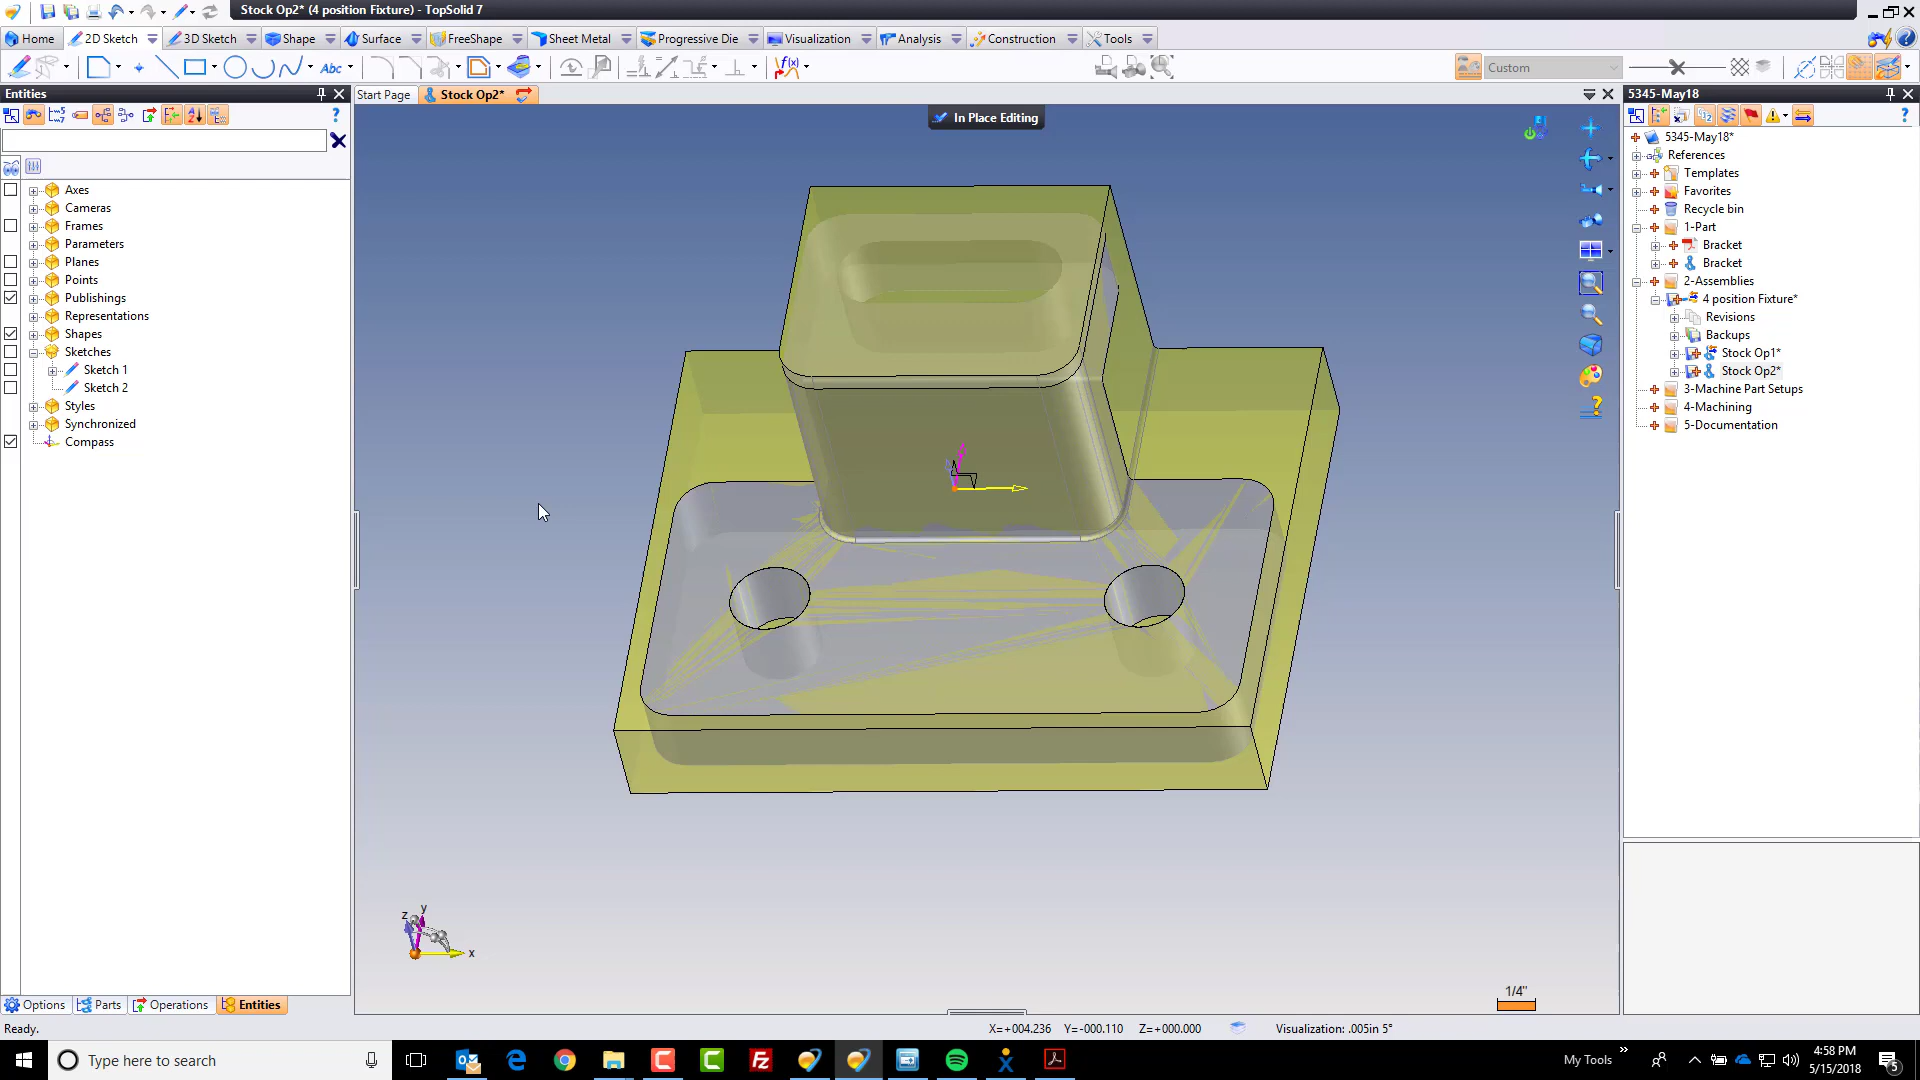 Stock Op2* (4 position Fixture*) - TopSolid 7
Home
2D Sketch
3D Sketch
Shape
Surface
FreeShape
Sheet Metal
Progressive Die
Visualization
Analysis
Construction
Tools
Abc
f(x)
Custom
Entities
Start Page
Stock Op2*
5345-May18
In Place Editing
Axes
Cameras
Frames
Parameters
Planes
Points
Publishings
Representations
Shapes
Sketches
Sketch 1
Sketch 2
Styles
Synchronized
Compass
5345-May18*
References
Templates
Favorites
Recycle bin
1-Part
Bracket
Bracket
2-Assemblies
4 position Fixture*
Revisions
Backups
Stock Op1*
Stock Op2*
3-Machine Part Setups
4-Machining
5-Documentation
z
y
x
1/4"
Options
Parts
Operations
Entities
Ready.
X=+004.236 Y=-000.110 Z=+000.000
Visualization: .005in 5°
Type here to search
My Tools
4:58 PM
5/15/2018
5